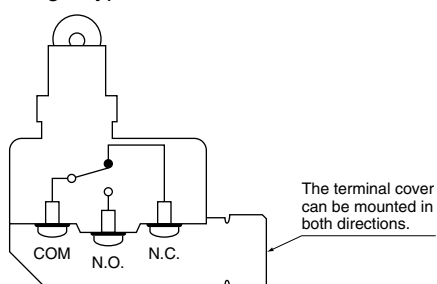 The terminal cover
can be mounted in
both directions.
COM
N.O.
N.C.